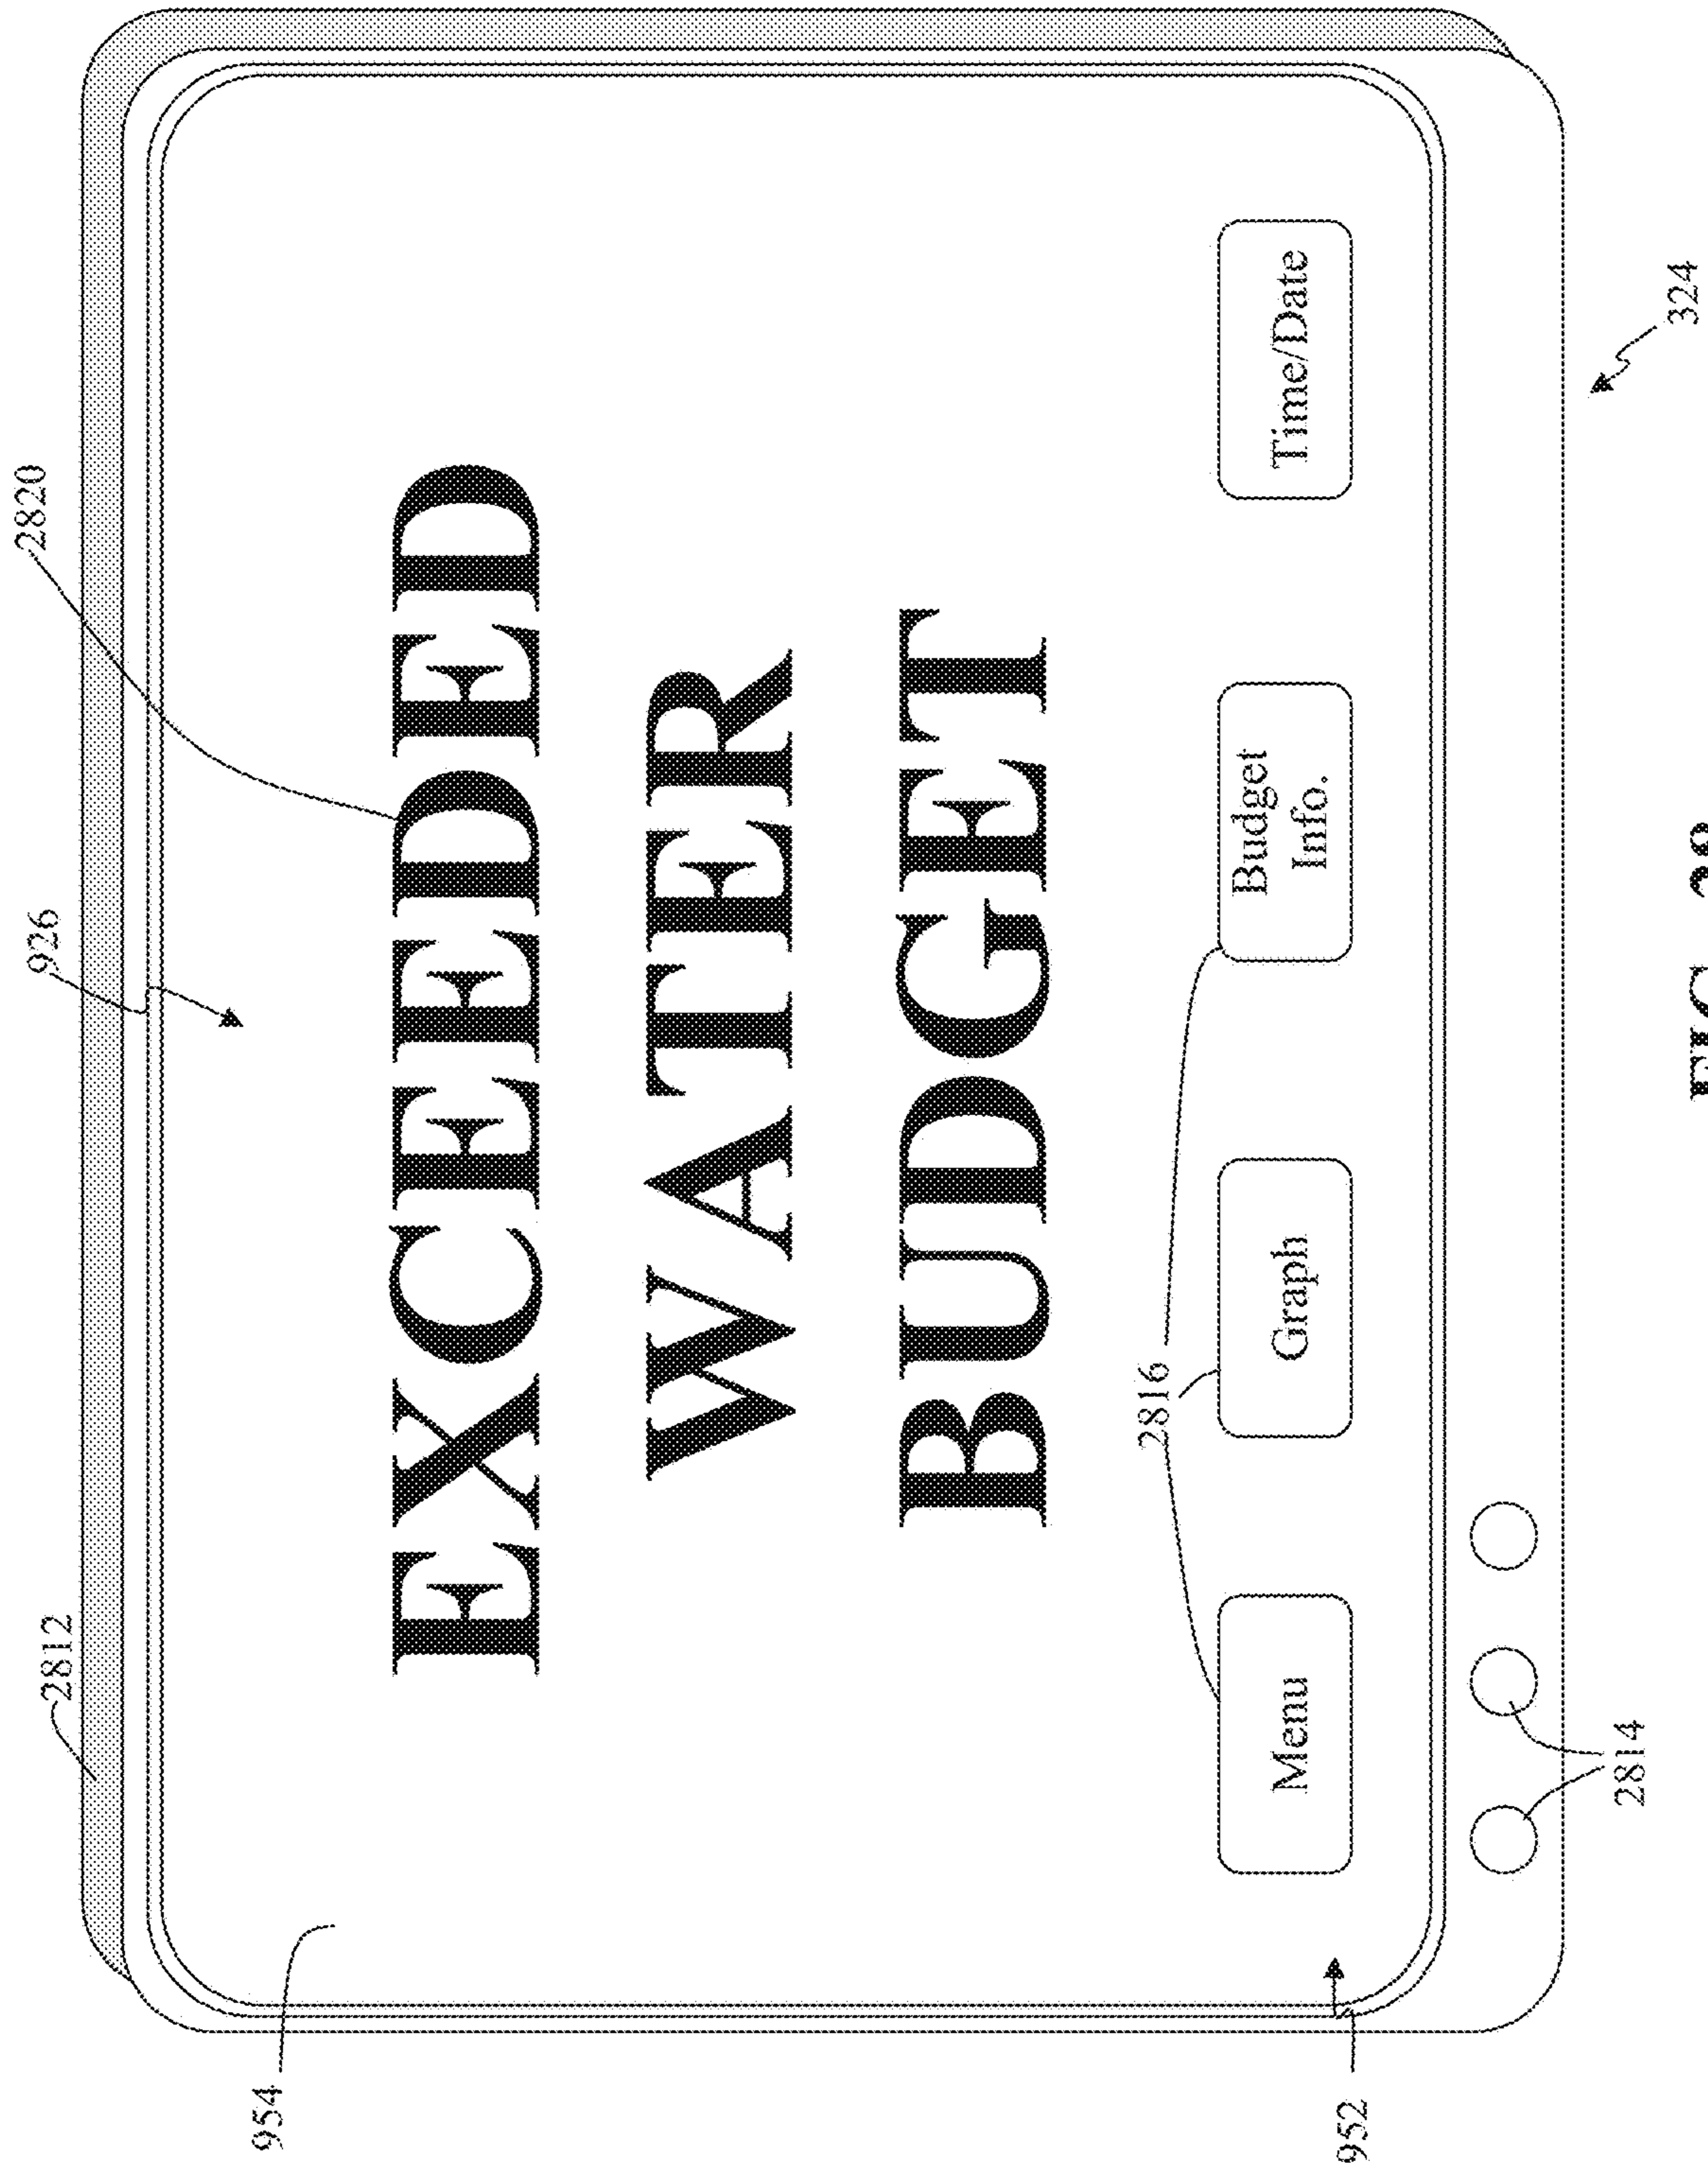 2820
926
2812
954
EXCEEDED
WATER
BUDGET
2816
Menu
Graph
Budget
Info.
Time/Date
952
2814
324